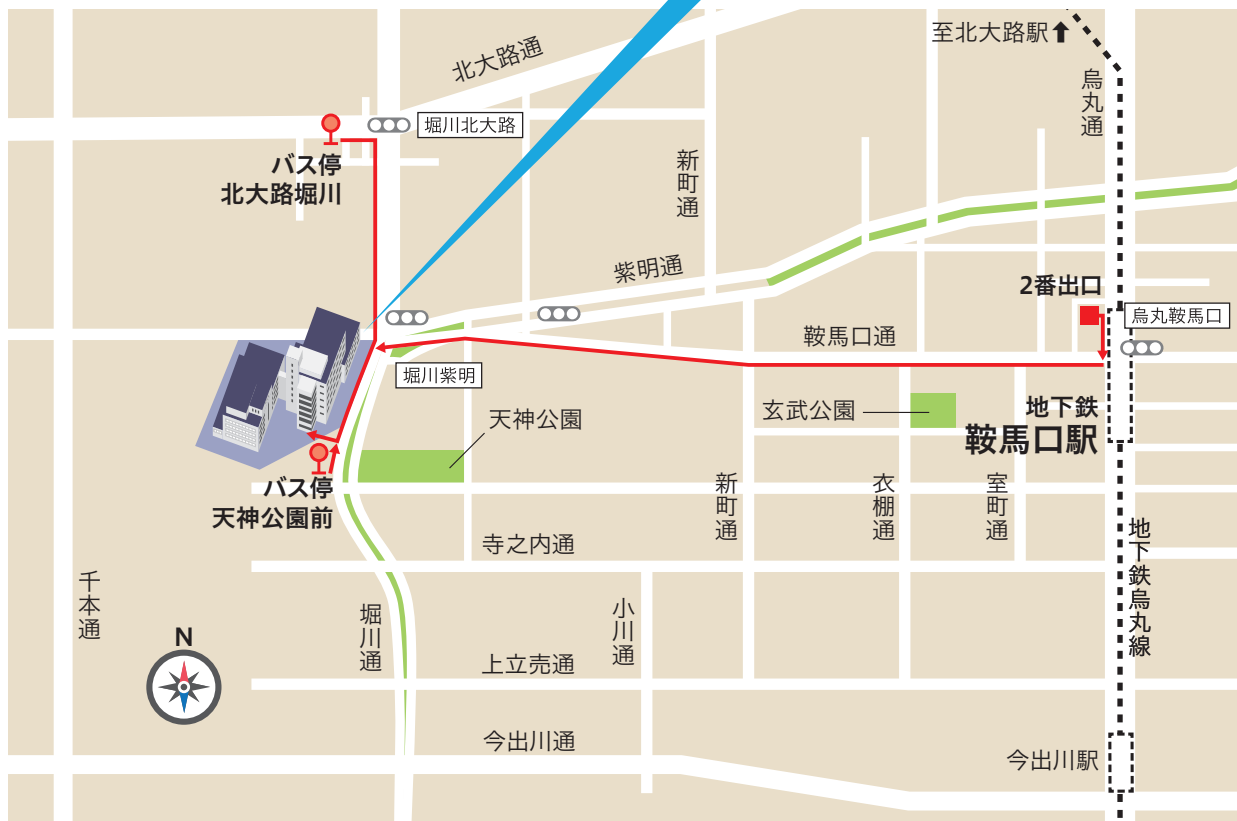 至北大路駅
北大路通
烏丸通
堀川北大路
バス停
北大路堀川
新町通
紫明通
2番出口
烏丸鞍馬口
鞍馬口通
堀川紫明
地下鉄
鞍馬口駅
玄武公園
天神公園
バス停
天神公園前
新町通
衣棚通
室町通
寺之内通
地下鉄烏丸線
千本通
堀川通
小川通
N
上立売通
今出川通
今出川駅